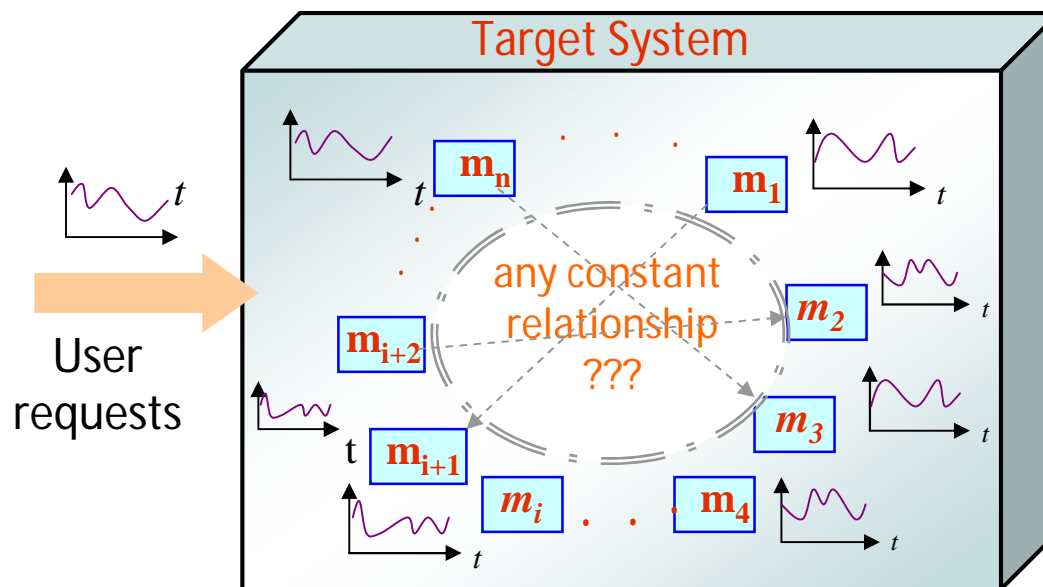 Target System
t
t
m_n
m_1
t
any constant
relationship
???
m_2
t
m_{i+2}
User
requests
t
m_{i+1}
m_3
t
t
m_i
m_4
t